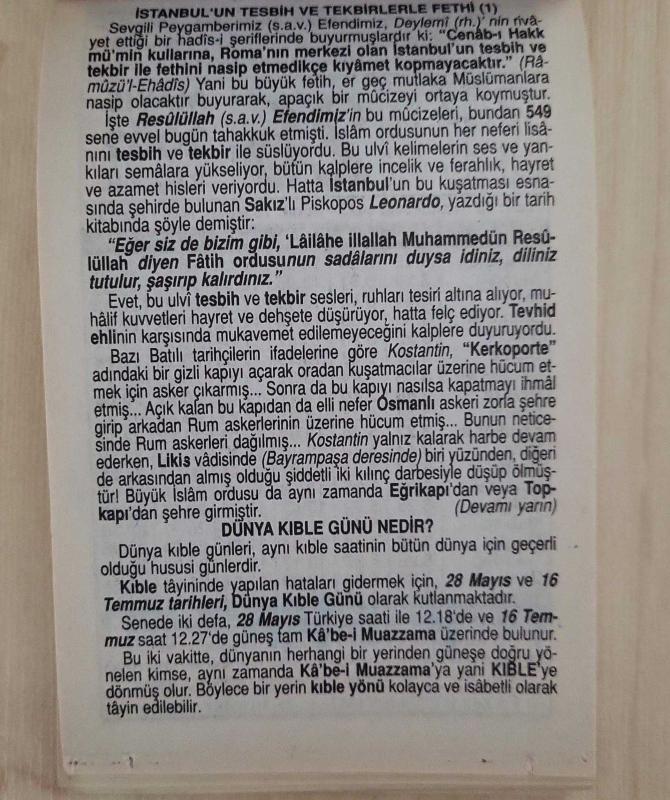 İSTANBUL'UN TESBİH VE TEKBİRLERLE FETHİ (1)
Sevgili Peygamberimiz (s.a.v.) Efendimiz, Deylemî (rh.)' nin rivâ-
yet ettiği bir hadîs-i şeriflerinde buyurmuşlardır ki: "Cenâb-ı Hakk
mü'min kullarına, Roma'nın merkezi olan İstanbul'un tesbih ve
tekbir ile fethini nasip etmedikçe kıyâmet kopmayacaktır." (Râ-
mûzü'l-Ehadîs) Yani bu büyük fetih, er geç mutlaka Müslümanlara
nasip olacaktır buyurarak, apaçık bir mûcizeyi ortaya koymuştur.
İşte Resûlüllah (s.a.v.) Efendimiz'in bu mûcizeleri, bundan 549
sene evvel bugün tahakkuk etmişti. İslâm ordusunun her neferi lisâ-
nını tesbih ve tekbir ile süslüyordu. Bu ulvî kelimelerin ses ve yan-
kıları semâlara yükseliyor, bütün kalplere incelik ve ferahlık, hayret
ve azamet hisleri veriyordu. Hatta İstanbul'un bu kuşatması esna-
sında şehirde bulunan Sakız'lı Piskopos Leonardo, yazdığı bir tarih
kitabında şöyle demiştir:
"Eğer siz de bizim gibi, 'Lâilâhe illallah Muhammedün Resû-
lüllah diyen Fâtih ordusunun sadâlarını duysa idiniz, diliniz
tutulur, şaşırıp kalırdınız."
Evet, bu ulvî tesbih ve tekbir sesleri, ruhları tesiri altına alıyor, mu-
hâlif kuvvetleri hayret ve dehşete düşürüyor, hatta felç ediyor. Tevhid
ehlinin karşısında mukavemet edilemeyeceğini kalplere duyuruyordu.
Bazı Batılı tarihçilerin ifadelerine göre Kostantin, "Kerkoporte"
adındaki bir gizli kapıyı açarak oradan kuşatmacılar üzerine hücum et-
mek için asker çıkarmış... Sonra da bu kapıyı nasılsa kapatmayı ihmâl
etmiş... Açık kalan bu kapıdan da elli nefer Osmanlı askeri zorla şehre
girip arkadan Rum askerlerinin üzerine hücum etmiş... Bunun netice-
sinde Rum askerleri dağılmış... Kostantin yalnız kalarak harbe devam
ederken, Likis vâdisinde (Bayrampaşa deresinde) biri yüzünden, diğeri
de arkasından almış olduğu şiddetli iki kılınç darbesiyle düşüp ölmüş-
tür! Büyük İslâm ordusu da aynı zamanda Eğrikapı'dan veya Top-
kapı'dan şehre girmiştir. (Devamı yarın)
DÜNYA KIBLE GÜNÜ NEDİR?
Dünya kıble günleri, aynı kıble saatinin bütün dünya için geçerli
olduğu hususi günlerdir.
Kıble tâyininde yapılan hataları gidermek için, 28 Mayıs ve 16
Temmuz tarihleri, Dünya Kıble Günü olarak kutlanmaktadır.
Senede iki defa, 28 Mayıs Türkiye saati ile 12.18'de ve 16 Tem-
muz saat 12.27'de güneş tam Kâ'be-i Muazzama üzerinde bulunur.
Bu iki vakitte, dünyanın herhangi bir yerinden güneşe doğru yö-
nelen kimse, aynı zamanda Kâ'be-i Muazzama'ya yani KIBLE'ye
dönmüş olur. Böylece bir yerin kıble yönü kolayca ve isâbetli olarak
tâyin edilebilir.